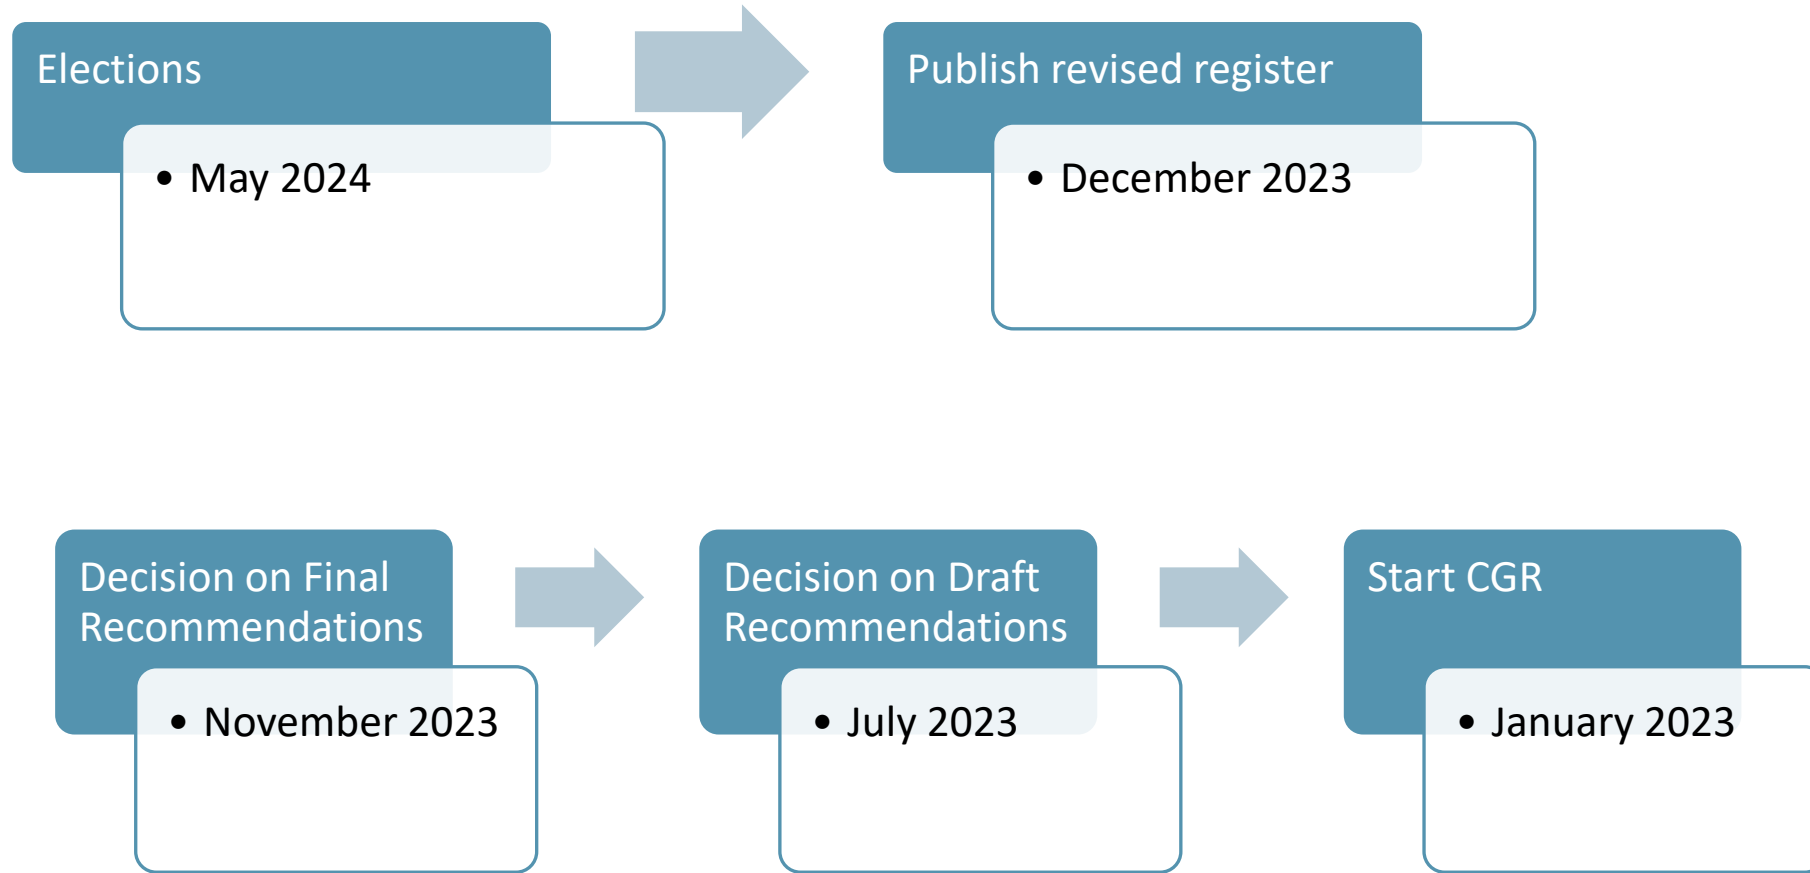 Elections
• May 2024
Publish revised register
• December 2023
Decision on Final
Recommendations
• November 2023
Decision on Draft
Recommendations
• July 2023
Start CGR
• January 2023